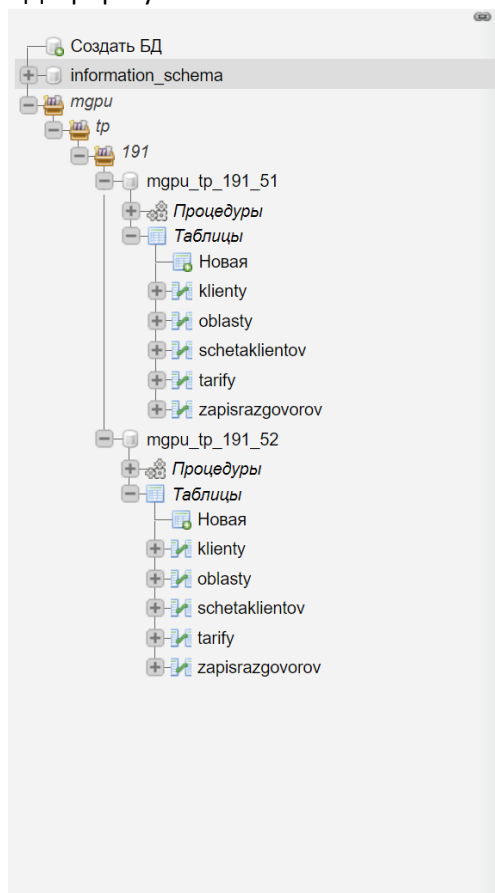 Создать БД
information_schema
mgpu
tp
191
mgpu_tp_191_51
Процедуры
Таблицы
Новая
klienty
oblasty
schetaklientov
tarify
zapisrazgovorov
mgpu_tp_191_52
Процедуры
Таблицы
Новая
klienty
oblasty
schetaklientov
tarify
zapisrazgovorov